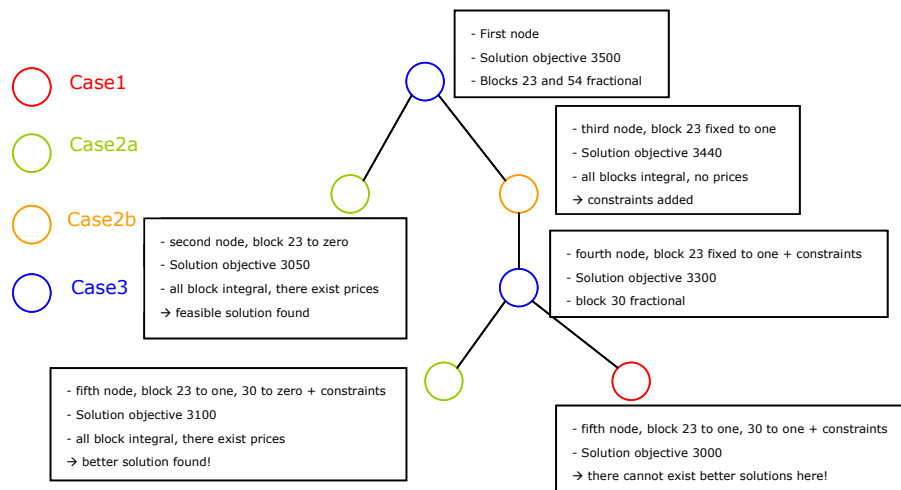 Case1
Case2a
Case2b
Case3
- First node
- Solution objective 3500
- Blocks 23 and 54 fractional
- third node, block 23 fixed to one
- Solution objective 3440
- all blocks integral, no prices
→ constraints added
- second node, block 23 to zero
- Solution objective 3050
- all block integral, there exist prices
→ feasible solution found
- fourth node, block 23 fixed to one + constraints
- Solution objective 3300
- block 30 fractional
- fifth node, block 23 to one, 30 to zero + constraints
- Solution objective 3100
- all block integral, there exist prices
→ better solution found!
- fifth node, block 23 to one, 30 to one + constraints
- Solution objective 3000
→ there cannot exist better solutions here!